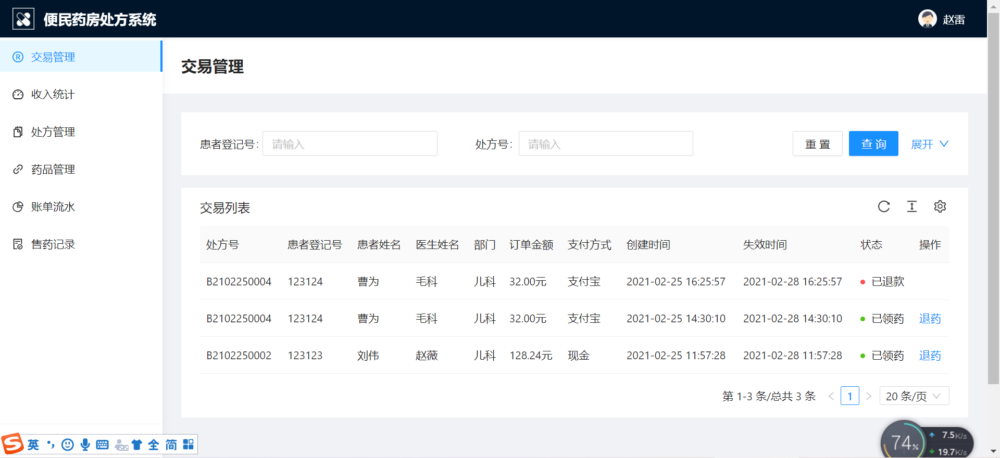 便民药房处方系统
赵雷
交易管理
收入统计
处方管理
药品管理
账单流水
售药记录
交易管理
患者登记号: 请输入 处方号: 请输入 重 置 查 询 展开
交易列表
处方号 患者登记号 患者姓名 医生姓名 部门 订单金额 支付方式 创建时间 失效时间 状态 操作
B2102250004 123124 曹为 毛科 儿科 32.00元 支付宝 2021-02-25 16:25:57 2021-02-28 16:25:57 已退款
B2102250004 123124 曹为 毛科 儿科 32.00元 支付宝 2021-02-25 14:30:10 2021-02-28 14:30:10 已领药 退药
B2102250002 123123 刘伟 赵薇 儿科 128.24元 现金 2021-02-25 11:57:28 2021-02-28 11:57:28 已领药 退药
第 1-3 条/总共 3 条 < 1 > 20 条/页
英 全 简
74%
7.5K/s
19.7K/s